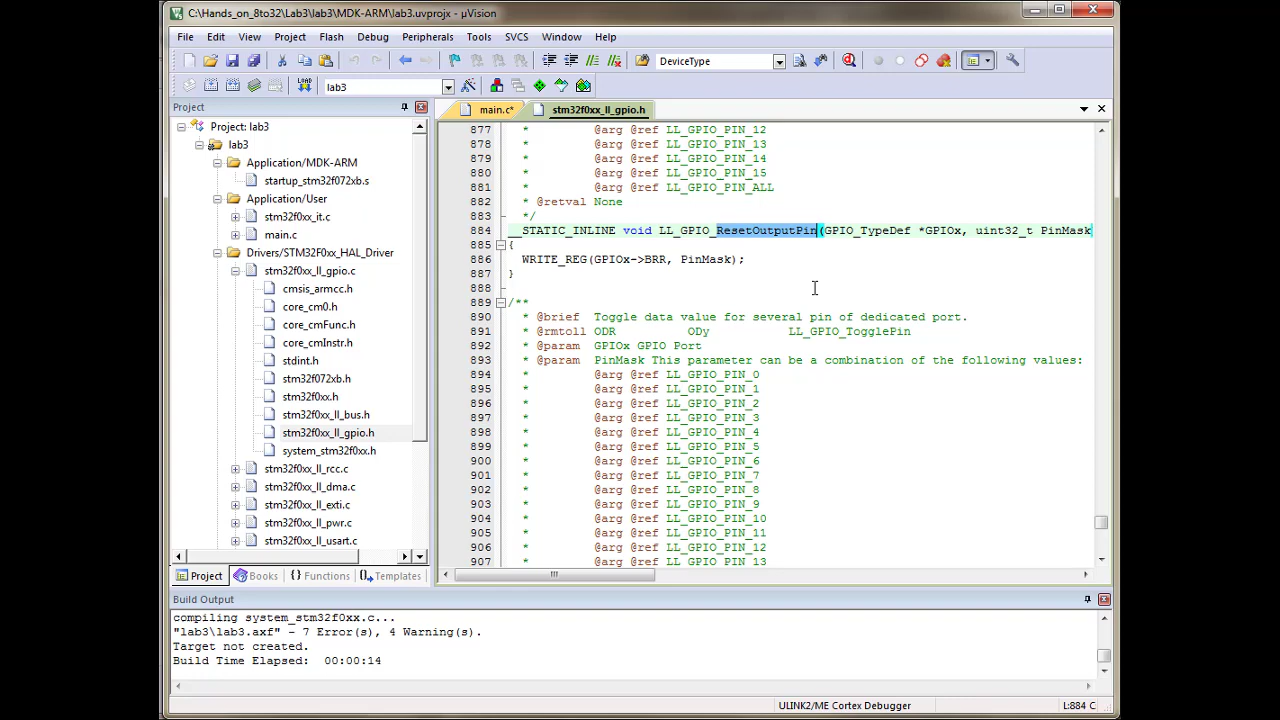 C:\Hands_on_8to32\Lab3\lab3\MDK-ARM\lab3.uvprojx - µVision
File Edit View Project Flash Debug Peripherals Tools SVCS Window Help
DeviceType
lab3
Project
Project: lab3
lab3
Application/MDK-ARM
startup_stm32f072xb.s
Application/User
stm32f0xx_it.c
main.c
Drivers/STM32F0xx_HAL_Driver
stm32f0xx_ll_gpio.c
cmsis_armcc.h
core_cm0.h
core_cmFunc.h
core_cmInstr.h
stdint.h
stm32f072xb.h
stm32f0xx.h
stm32f0xx_ll_bus.h
stm32f0xx_ll_gpio.h
system_stm32f0xx.h
stm32f0xx_ll_rcc.c
stm32f0xx_ll_dma.c
stm32f0xx_ll_exti.c
stm32f0xx_ll_pwr.c
stm32f0xx_ll_usart.c
Project Books {} Functions Templates
main.c* stm32f0xx_ll_gpio.h
877 * @arg @ref LL_GPIO_PIN_12
878 * @arg @ref LL_GPIO_PIN_13
879 * @arg @ref LL_GPIO_PIN_14
880 * @arg @ref LL_GPIO_PIN_15
881 * @arg @ref LL_GPIO_PIN_ALL
882 * @retval None
883 */
884 __STATIC_INLINE void LL_GPIO_ResetOutputPin(GPIO_TypeDef *GPIOx, uint32_t PinMask
885 {
886 WRITE_REG(GPIOx->BRR, PinMask);
887 }
888
889 /**
890 * @brief Toggle data value for several pin of dedicated port.
891 * @rmtoll ODR ODy LL_GPIO_TogglePin
892 * @param GPIOx GPIO Port
893 * @param PinMask This parameter can be a combination of the following values:
894 * @arg @ref LL_GPIO_PIN_0
895 * @arg @ref LL_GPIO_PIN_1
896 * @arg @ref LL_GPIO_PIN_2
897 * @arg @ref LL_GPIO_PIN_3
898 * @arg @ref LL_GPIO_PIN_4
899 * @arg @ref LL_GPIO_PIN_5
900 * @arg @ref LL_GPIO_PIN_6
901 * @arg @ref LL_GPIO_PIN_7
902 * @arg @ref LL_GPIO_PIN_8
903 * @arg @ref LL_GPIO_PIN_9
904 * @arg @ref LL_GPIO_PIN_10
905 * @arg @ref LL_GPIO_PIN_11
906 * @arg @ref LL_GPIO_PIN_12
907 * @arg @ref LL_GPIO_PIN_13
Build Output
compiling system_stm32f0xx.c...
"lab3\lab3.axf" - 7 Error(s), 4 Warning(s).
Target not created.
Build Time Elapsed: 00:00:14
ULINK2/ME Cortex Debugger L:884 C